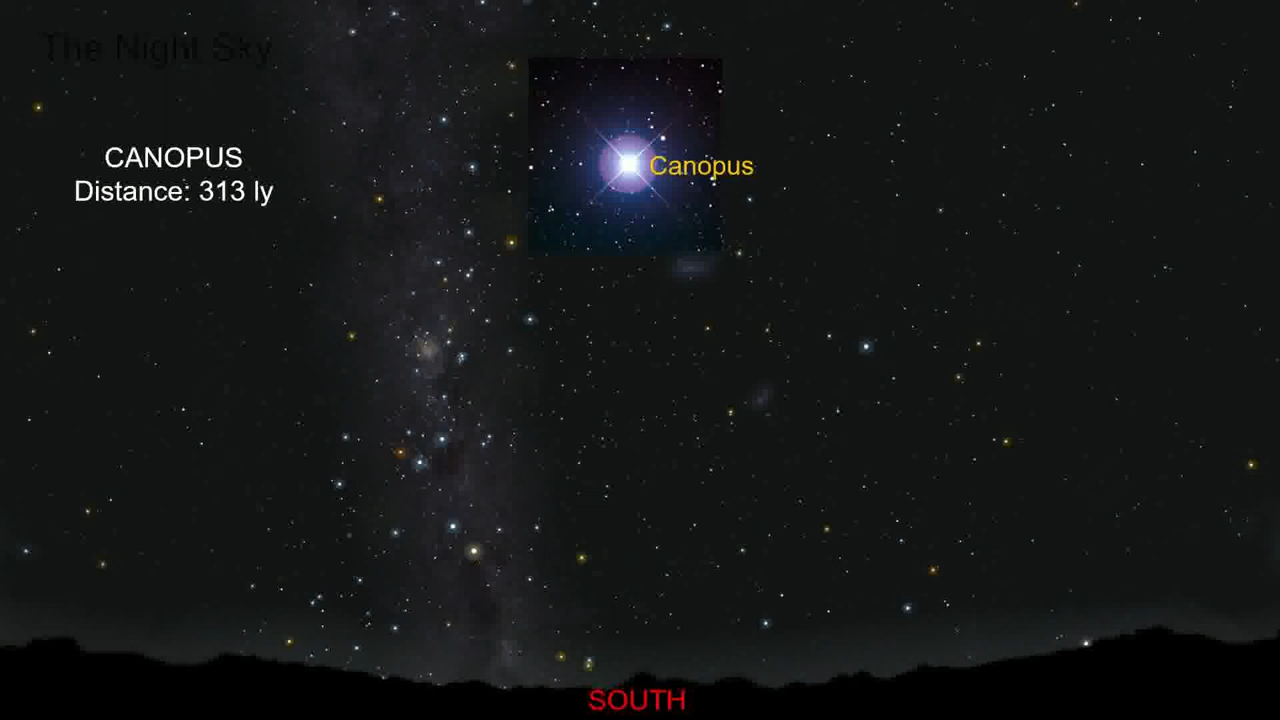 The Night Sky
CANOPUS
Distance: 313 ly
Canopus
SOUTH